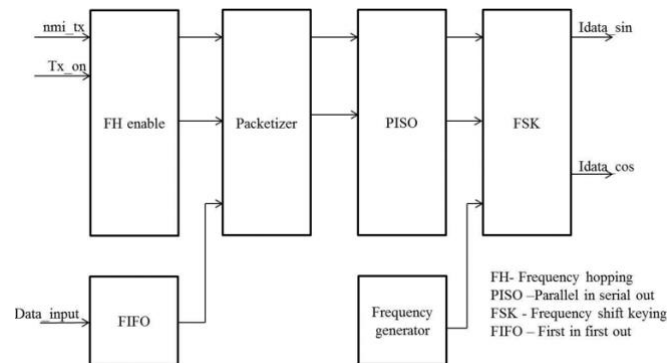 nmi_tx
Tx_on
FH enable
Packetizer
PISO
FSK
Idata_sin
Idata_cos
Data_input
FIFO
Frequency
generator
FH- Frequency hopping
PISO –Parallel in serial out
FSK - Frequency shift keying
FIFO – First in first out